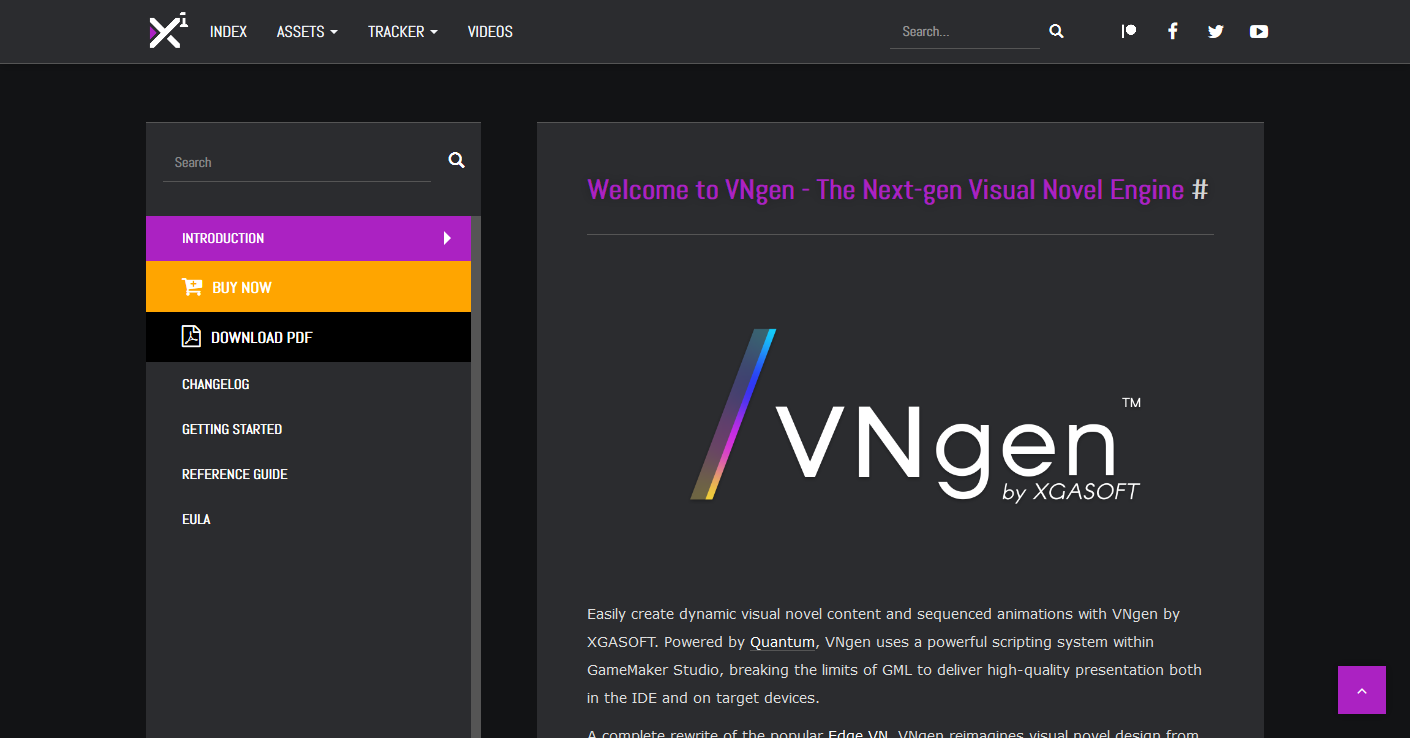 INDEX
ASSETS
TRACKER
VIDEOS
Search...
Search
INTRODUCTION
BUY NOW
DOWNLOAD PDF
CHANGELOG
GETTING STARTED
REFERENCE GUIDE
EULA
Welcome to VNgen - The Next-gen Visual Novel Engine #
VNgen™
by XGASOFT
Easily create dynamic visual novel content and sequenced animations with VNgen by
XGASOFT. Powered by Quantum, VNgen uses a powerful scripting system within
GameMaker Studio, breaking the limits of GML to deliver high-quality presentation both
in the IDE and on target devices.
A complete rewrite of the popular Edge VN, VNgen reimagines visual novel design from